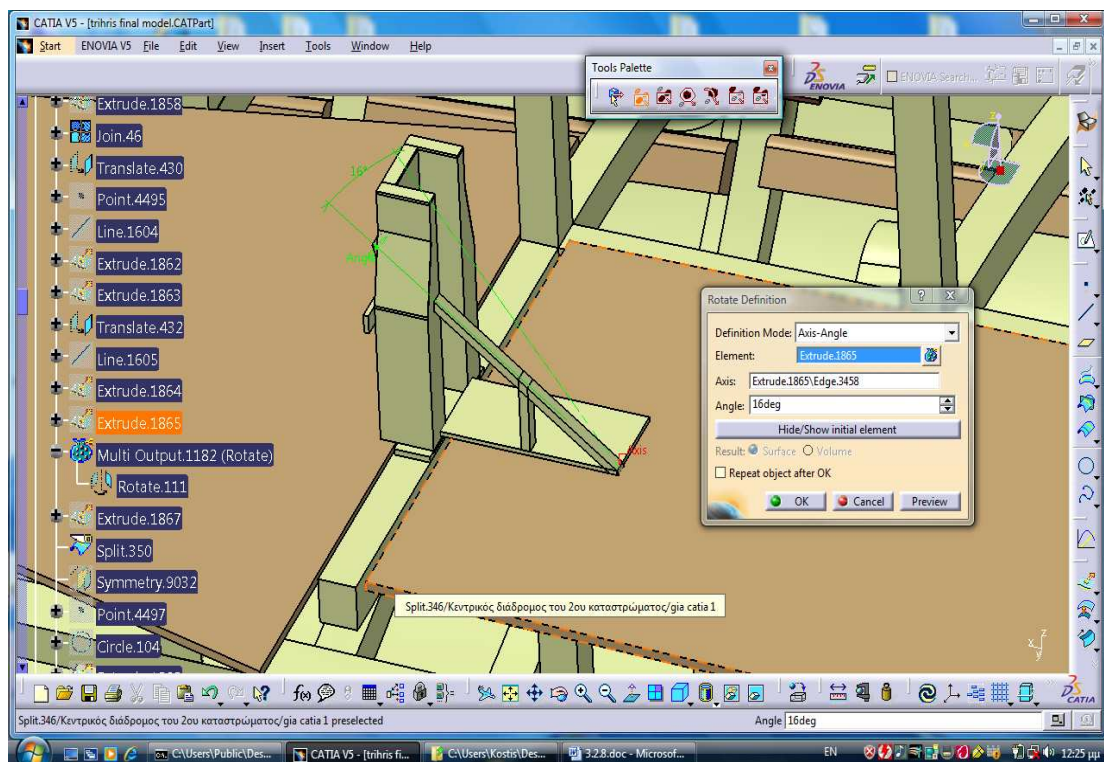 CATIA V5 - [trihris final model.CATPart]
Start ENOVIA V5 File Edit View Insert Tools Window Help
Tools Palette
ENOVIA
ENOVIA Search...
Extrude.1858
Join.46
Translate.430
Point.4495
Line.1604
Extrude.1862
Extrude.1863
Translate.432
Line.1605
Extrude.1864
Extrude.1865
Multi Output.1182 (Rotate)
Rotate.111
Extrude.1867
Split.350
Symmetry.9032
Point.4497
Circle.104
16°
Angle
Axis
z
Rotate Definition
Definition Mode: Axis-Angle
Element: Extrude.1865
Axis: Extrude.1865\Edge.3458
Angle: 16deg
Hide/Show initial element
Result: Surface Volume
Repeat object after OK
OK Cancel Preview
Split.346/Κεντρικός διάδρομος του 2ου καταστρώματος/gia catia 1
x z
y
f(x)
CATIA
Split.346/Κεντρικός διάδρομος του 2ου καταστρώματος/gia catia 1 preselected
Angle 16deg
C:\Users\Public\Des...
CATIA V5 - [trihris fi...
C:\Users\Kostis\Des...
3.2.8.doc - Microsof...
EN
12:25 μμ